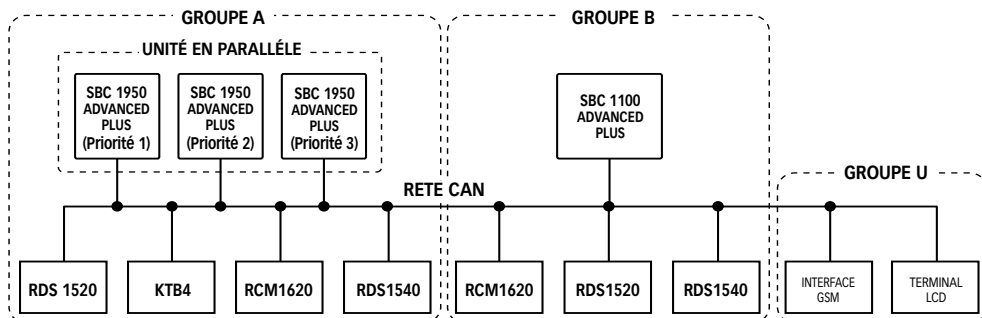 GROUPE A
GROUPE B
UNITÉ EN PARALLÉLE
SBC 1950
ADVANCED
PLUS
(Priorité 1)
SBC 1950
ADVANCED
PLUS
(Priorité 2)
SBC 1950
ADVANCED
PLUS
(Priorité 3)
SBC 1100
ADVANCED
PLUS
RETE CAN
GROUPE U
RDS 1520
KTB4
RCM1620
RDS1540
RCM1620
RDS1520
RDS1540
INTERFACE
GSM
TERMINAL
LCD